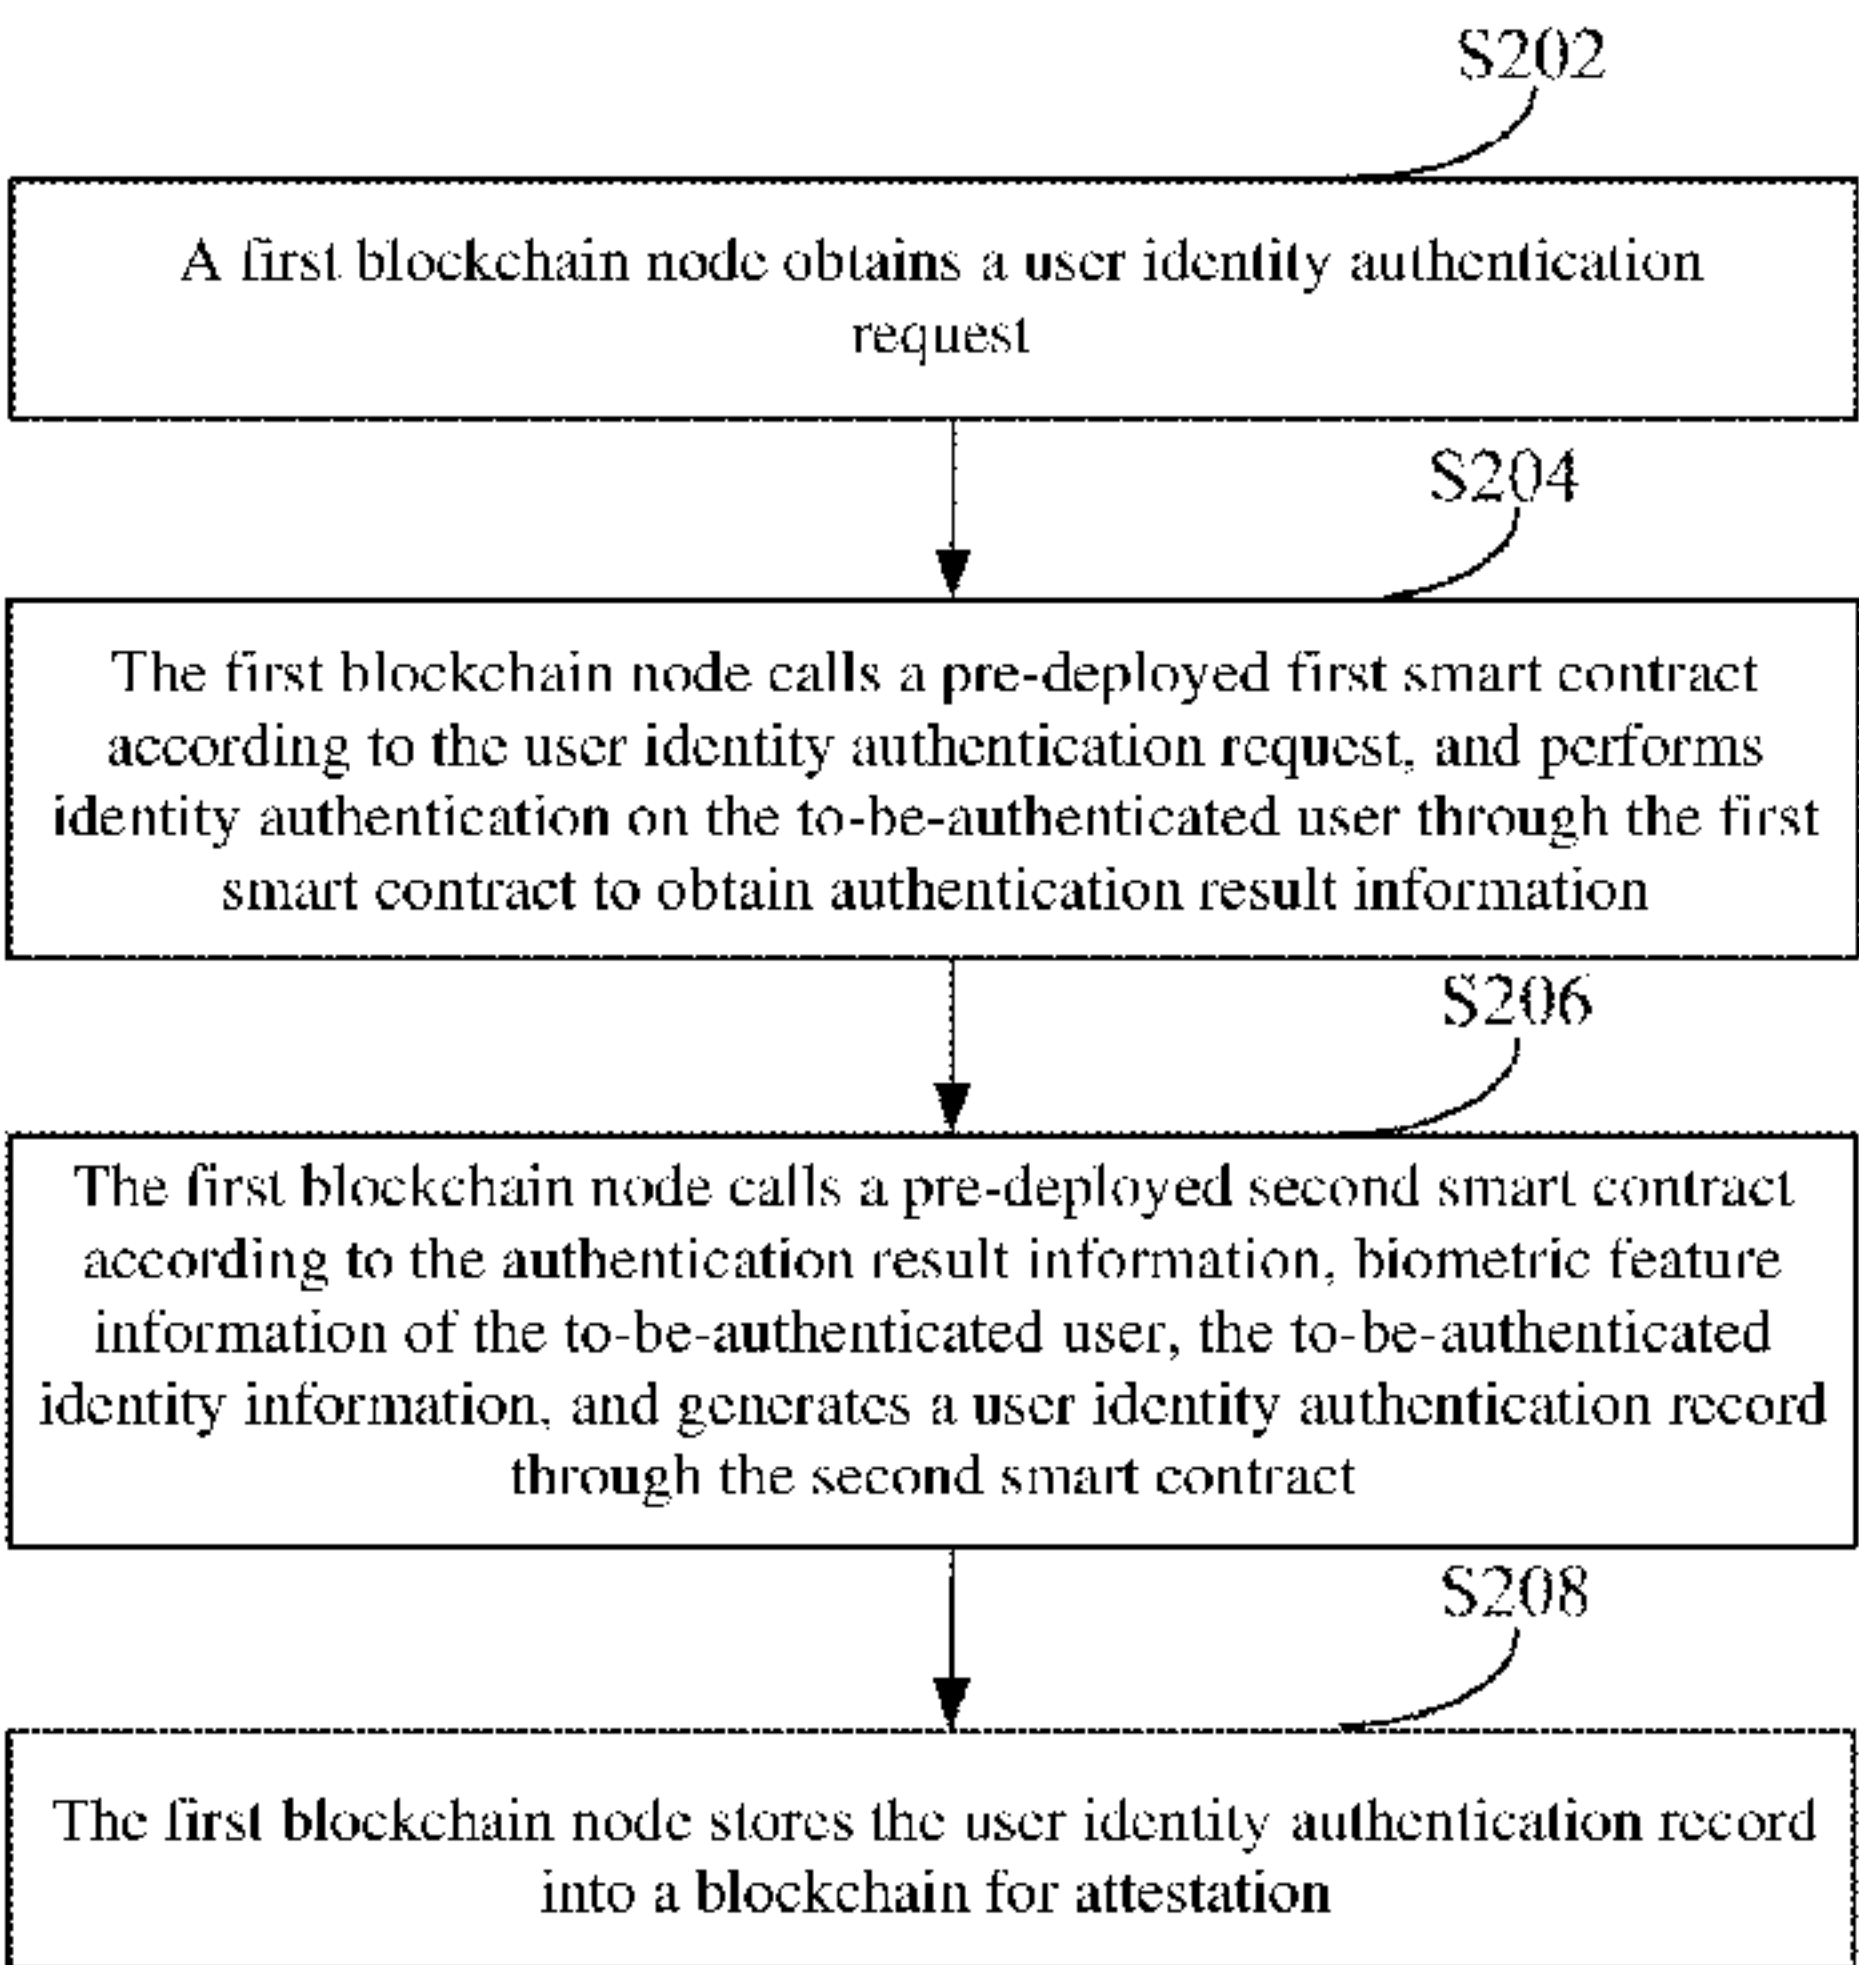 S202
A first blockchain node obtains a user identity authentication
request
S204
The first blockchain node calls a pre-deployed first smart contract
according to the user identity authentication request, and performs
identity authentication on the to-be-authenticated user through the first
smart contract to obtain authentication result information
S206
The first blockchain node calls a pre-deployed second smart contract
according to the authentication result information, biometric feature
information of the to-be-authenticated user, the to-be-authenticated
identity information, and generates a user identity authentication record
through the second smart contract
S208
The first blockchain node stores the user identity authentication record
into a blockchain for attestation